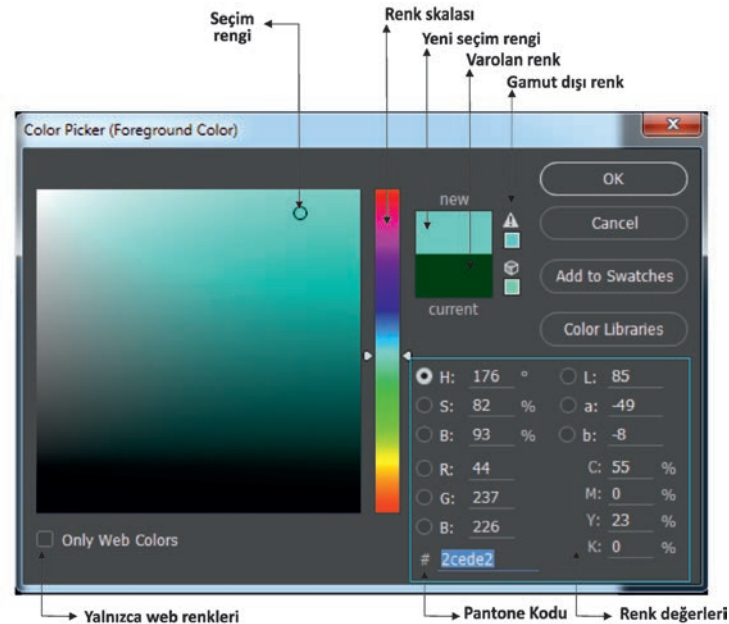 Seçim
rengi
Renk skalası
Yeni seçim rengi
Varolan renk
Gamut dışı renk
Color Picker (Foreground Color)
x
new
current
OK
Cancel
Add to Swatches
Color Libraries
H: 176 °
S: 82 %
B: 93 %
R: 44
G: 237
B: 226
# 2cede2
L: 85
a: -49
b: -8
C: 55 %
M: 0 %
Y: 23 %
K: 0 %
Only Web Colors
Yalnızca web renkleri
Pantone Kodu
Renk değerleri